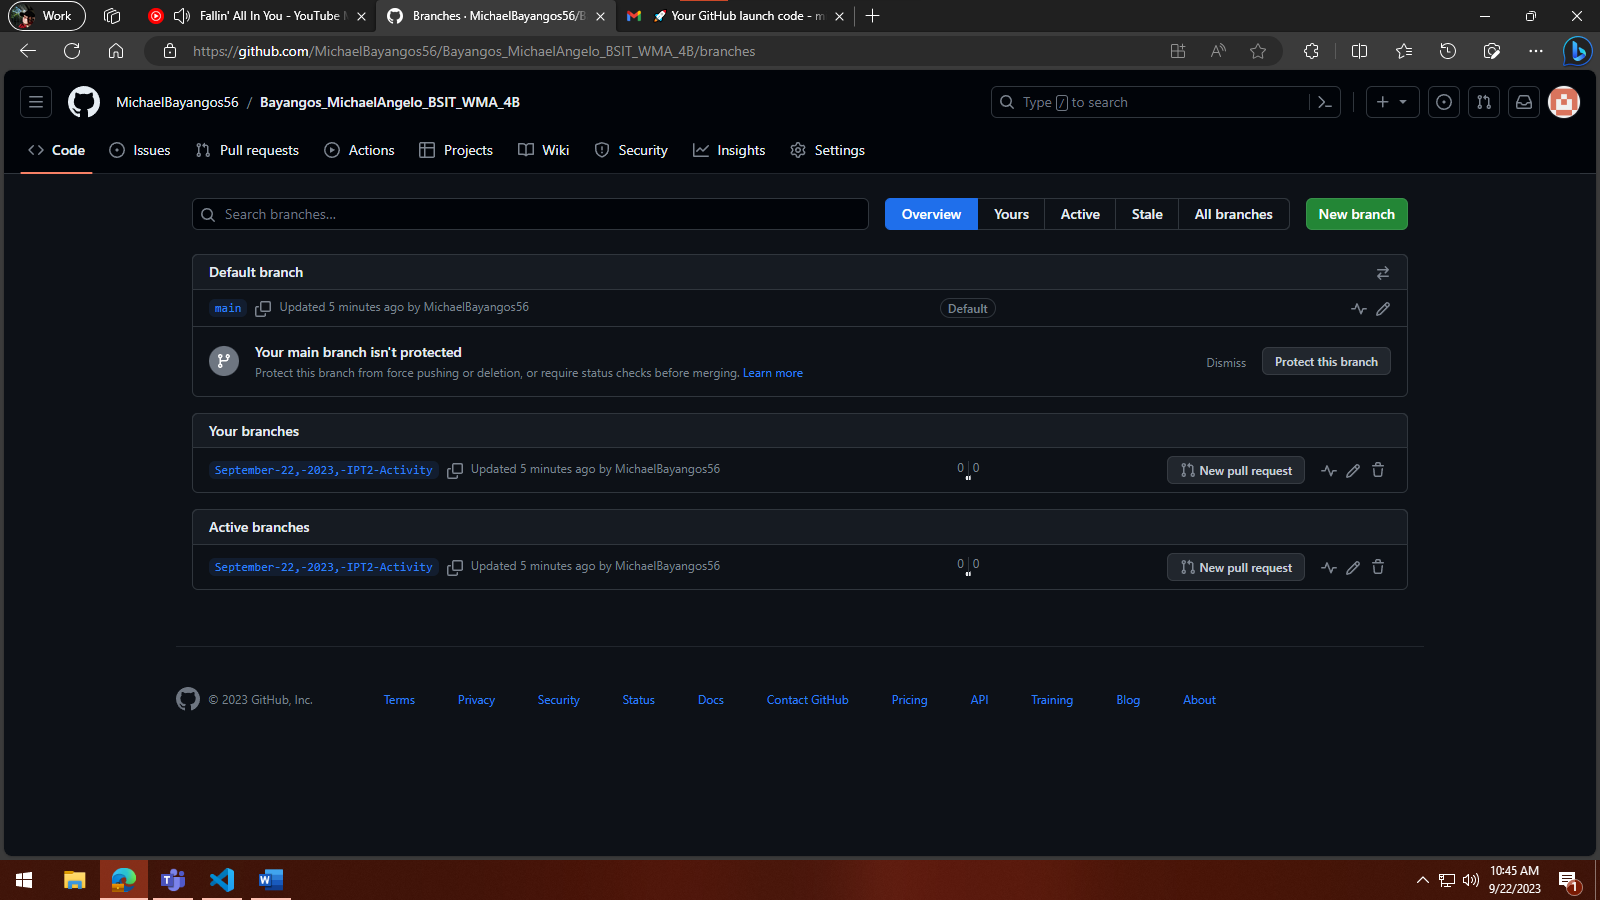 Work
Fallin' All In You - YouTube M
Branches · MichaelBayangos56/B
🚀 Your GitHub launch code - m
https://github.com/MichaelBayangos56/Bayangos_MichaelAngelo_BSIT_WMA_4B/branches
MichaelBayangos56 / Bayangos_MichaelAngelo_BSIT_WMA_4B
Type / to search
Code Issues Pull requests Actions Projects Wiki Security Insights Settings
Search branches...
Overview Yours Active Stale All branches New branch
Default branch
main Updated 5 minutes ago by MichaelBayangos56 Default
Your main branch isn't protected
Protect this branch from force pushing or deletion, or require status checks before merging. Learn more
Dismiss Protect this branch
Your branches
September-22,-2023,-IPT2-Activity Updated 5 minutes ago by MichaelBayangos56 0 0 New pull request
Active branches
September-22,-2023,-IPT2-Activity Updated 5 minutes ago by MichaelBayangos56 0 0 New pull request
© 2023 GitHub, Inc. Terms Privacy Security Status Docs Contact GitHub Pricing API Training Blog About
10:45 AM
9/22/2023
1